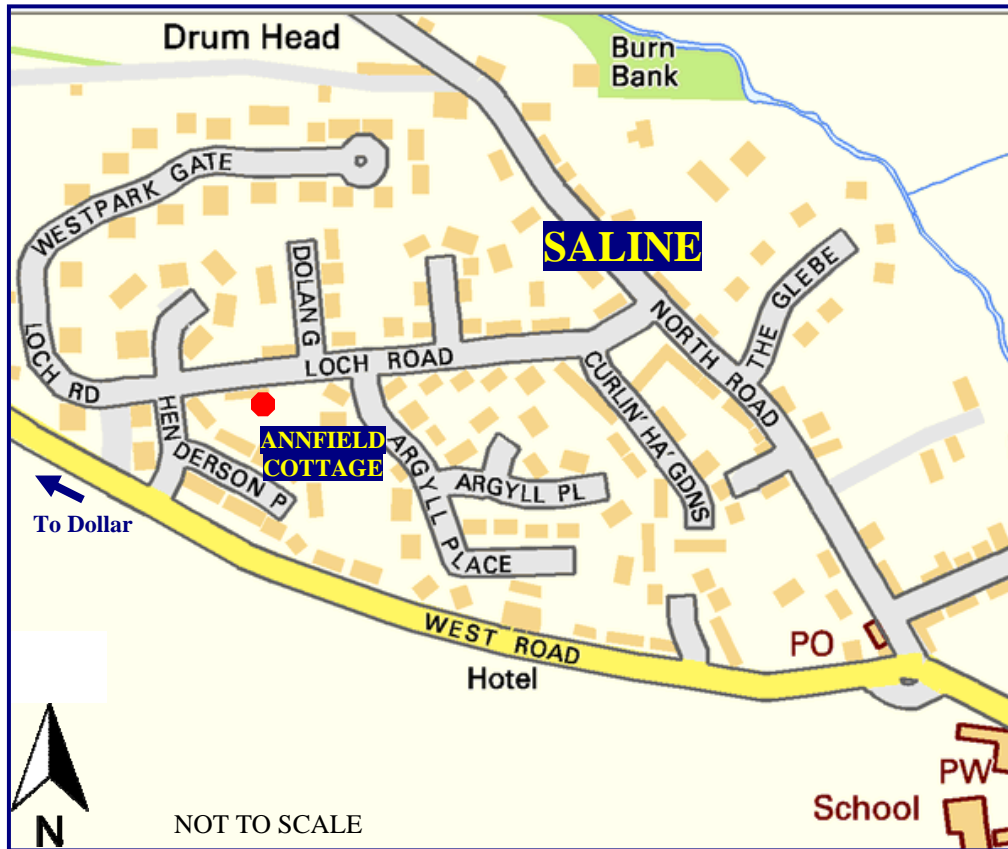 Drum Head
Burn
Bank
WESTPARK GATE
SALINE
DOLAN G
THE GLEBE
NORTH ROAD
LOCH ROAD
LOCH RD
CURLIN' HA' GDNS
HENDERSON P
ANNFIELD
COTTAGE
ARGYLL PLACE
ARGYLL PL
To Dollar
WEST ROAD
PO
Hotel
PW
School
N
NOT TO SCALE